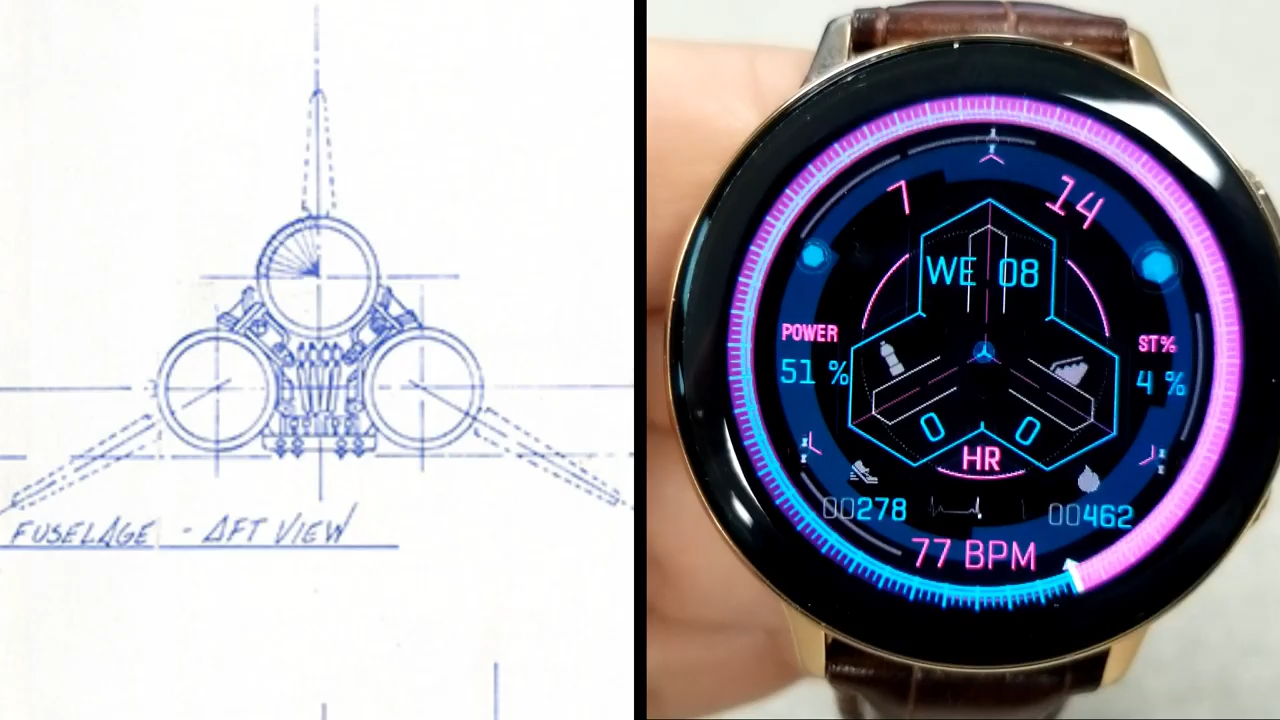 FUSELAGE - AFT VIEW
7 14
WE 08
POWER
51 %
ST%
4 %
0 0
HR
00278
00462
77 BPM